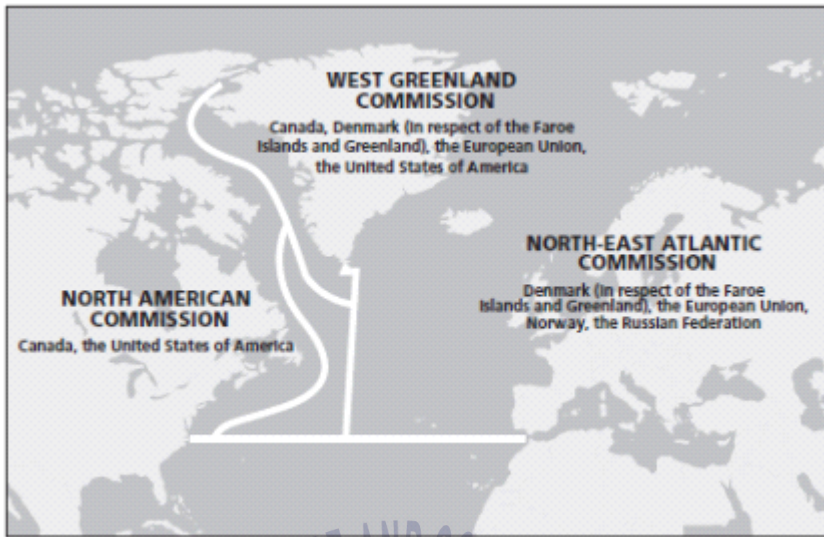 WEST GREENLAND
COMMISSION
Canada, Denmark (in respect of the Faroe
Islands and Greenland), the European Union,
the United States of America
NORTH-EAST ATLANTIC
COMMISSION
Denmark (in respect of the Faroe
Islands and Greenland), the European Union,
Norway, the Russian Federation
NORTH AMERICAN
COMMISSION
Canada, the United States of America